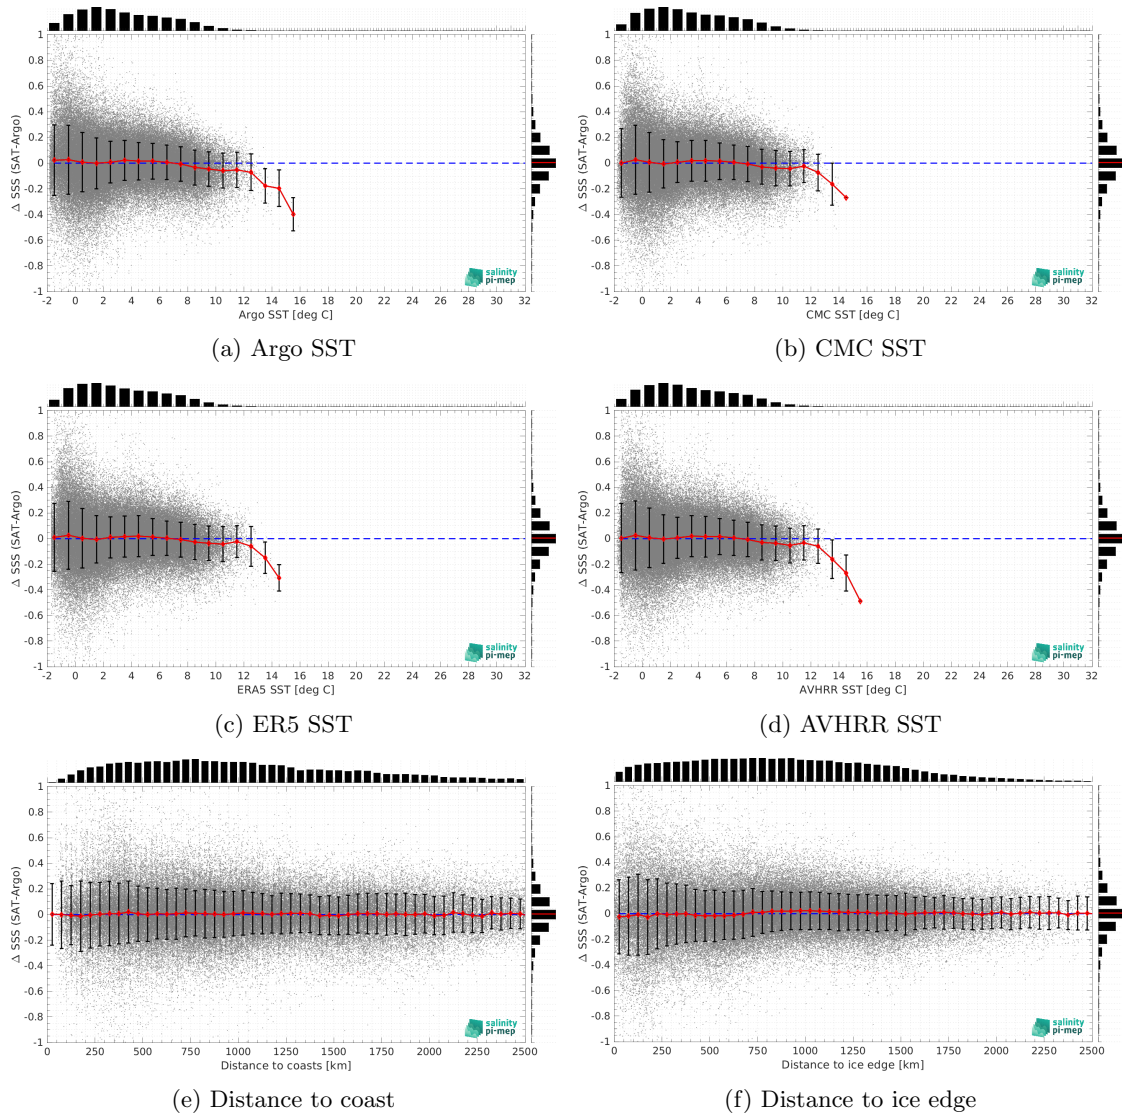 1
0.8
0.6
0.4
0.2
0
-0.2
-0.4
-0.6
-0.8
-1
Δ SSS (SAT-Argo)
salinity
pi-mep
-2 0 2 4 6 8 10 12 14 16 18 20 22 24 26 28 30 32
Argo SST [deg C]
(a) Argo SST
1
0.8
0.6
0.4
0.2
0
-0.2
-0.4
-0.6
-0.8
-1
Δ SSS (SAT-Argo)
salinity
pi-mep
-2 0 2 4 6 8 10 12 14 16 18 20 22 24 26 28 30 32
CMC SST [deg C]
(b) CMC SST
1
0.8
0.6
0.4
0.2
0
-0.2
-0.4
-0.6
-0.8
-1
Δ SSS (SAT-Argo)
salinity
pi-mep
-2 0 2 4 6 8 10 12 14 16 18 20 22 24 26 28 30 32
ERA5 SST [deg C]
(c) ER5 SST
1
0.8
0.6
0.4
0.2
0
-0.2
-0.4
-0.6
-0.8
-1
Δ SSS (SAT-Argo)
salinity
pi-mep
-2 0 2 4 6 8 10 12 14 16 18 20 22 24 26 28 30 32
AVHRR SST [deg C]
(d) AVHRR SST
1
0.8
0.6
0.4
0.2
0
-0.2
-0.4
-0.6
-0.8
-1
Δ SSS (SAT-Argo)
salinity
pi-mep
0 250 500 750 1000 1250 1500 1750 2000 2250 2500
Distance to coasts [km]
(e) Distance to coast
1
0.8
0.6
0.4
0.2
0
-0.2
-0.4
-0.6
-0.8
-1
Δ SSS (SAT-Argo)
salinity
pi-mep
0 250 500 750 1000 1250 1500 1750 2000 2250 2500
Distance to ice edge [km]
(f) Distance to ice edge